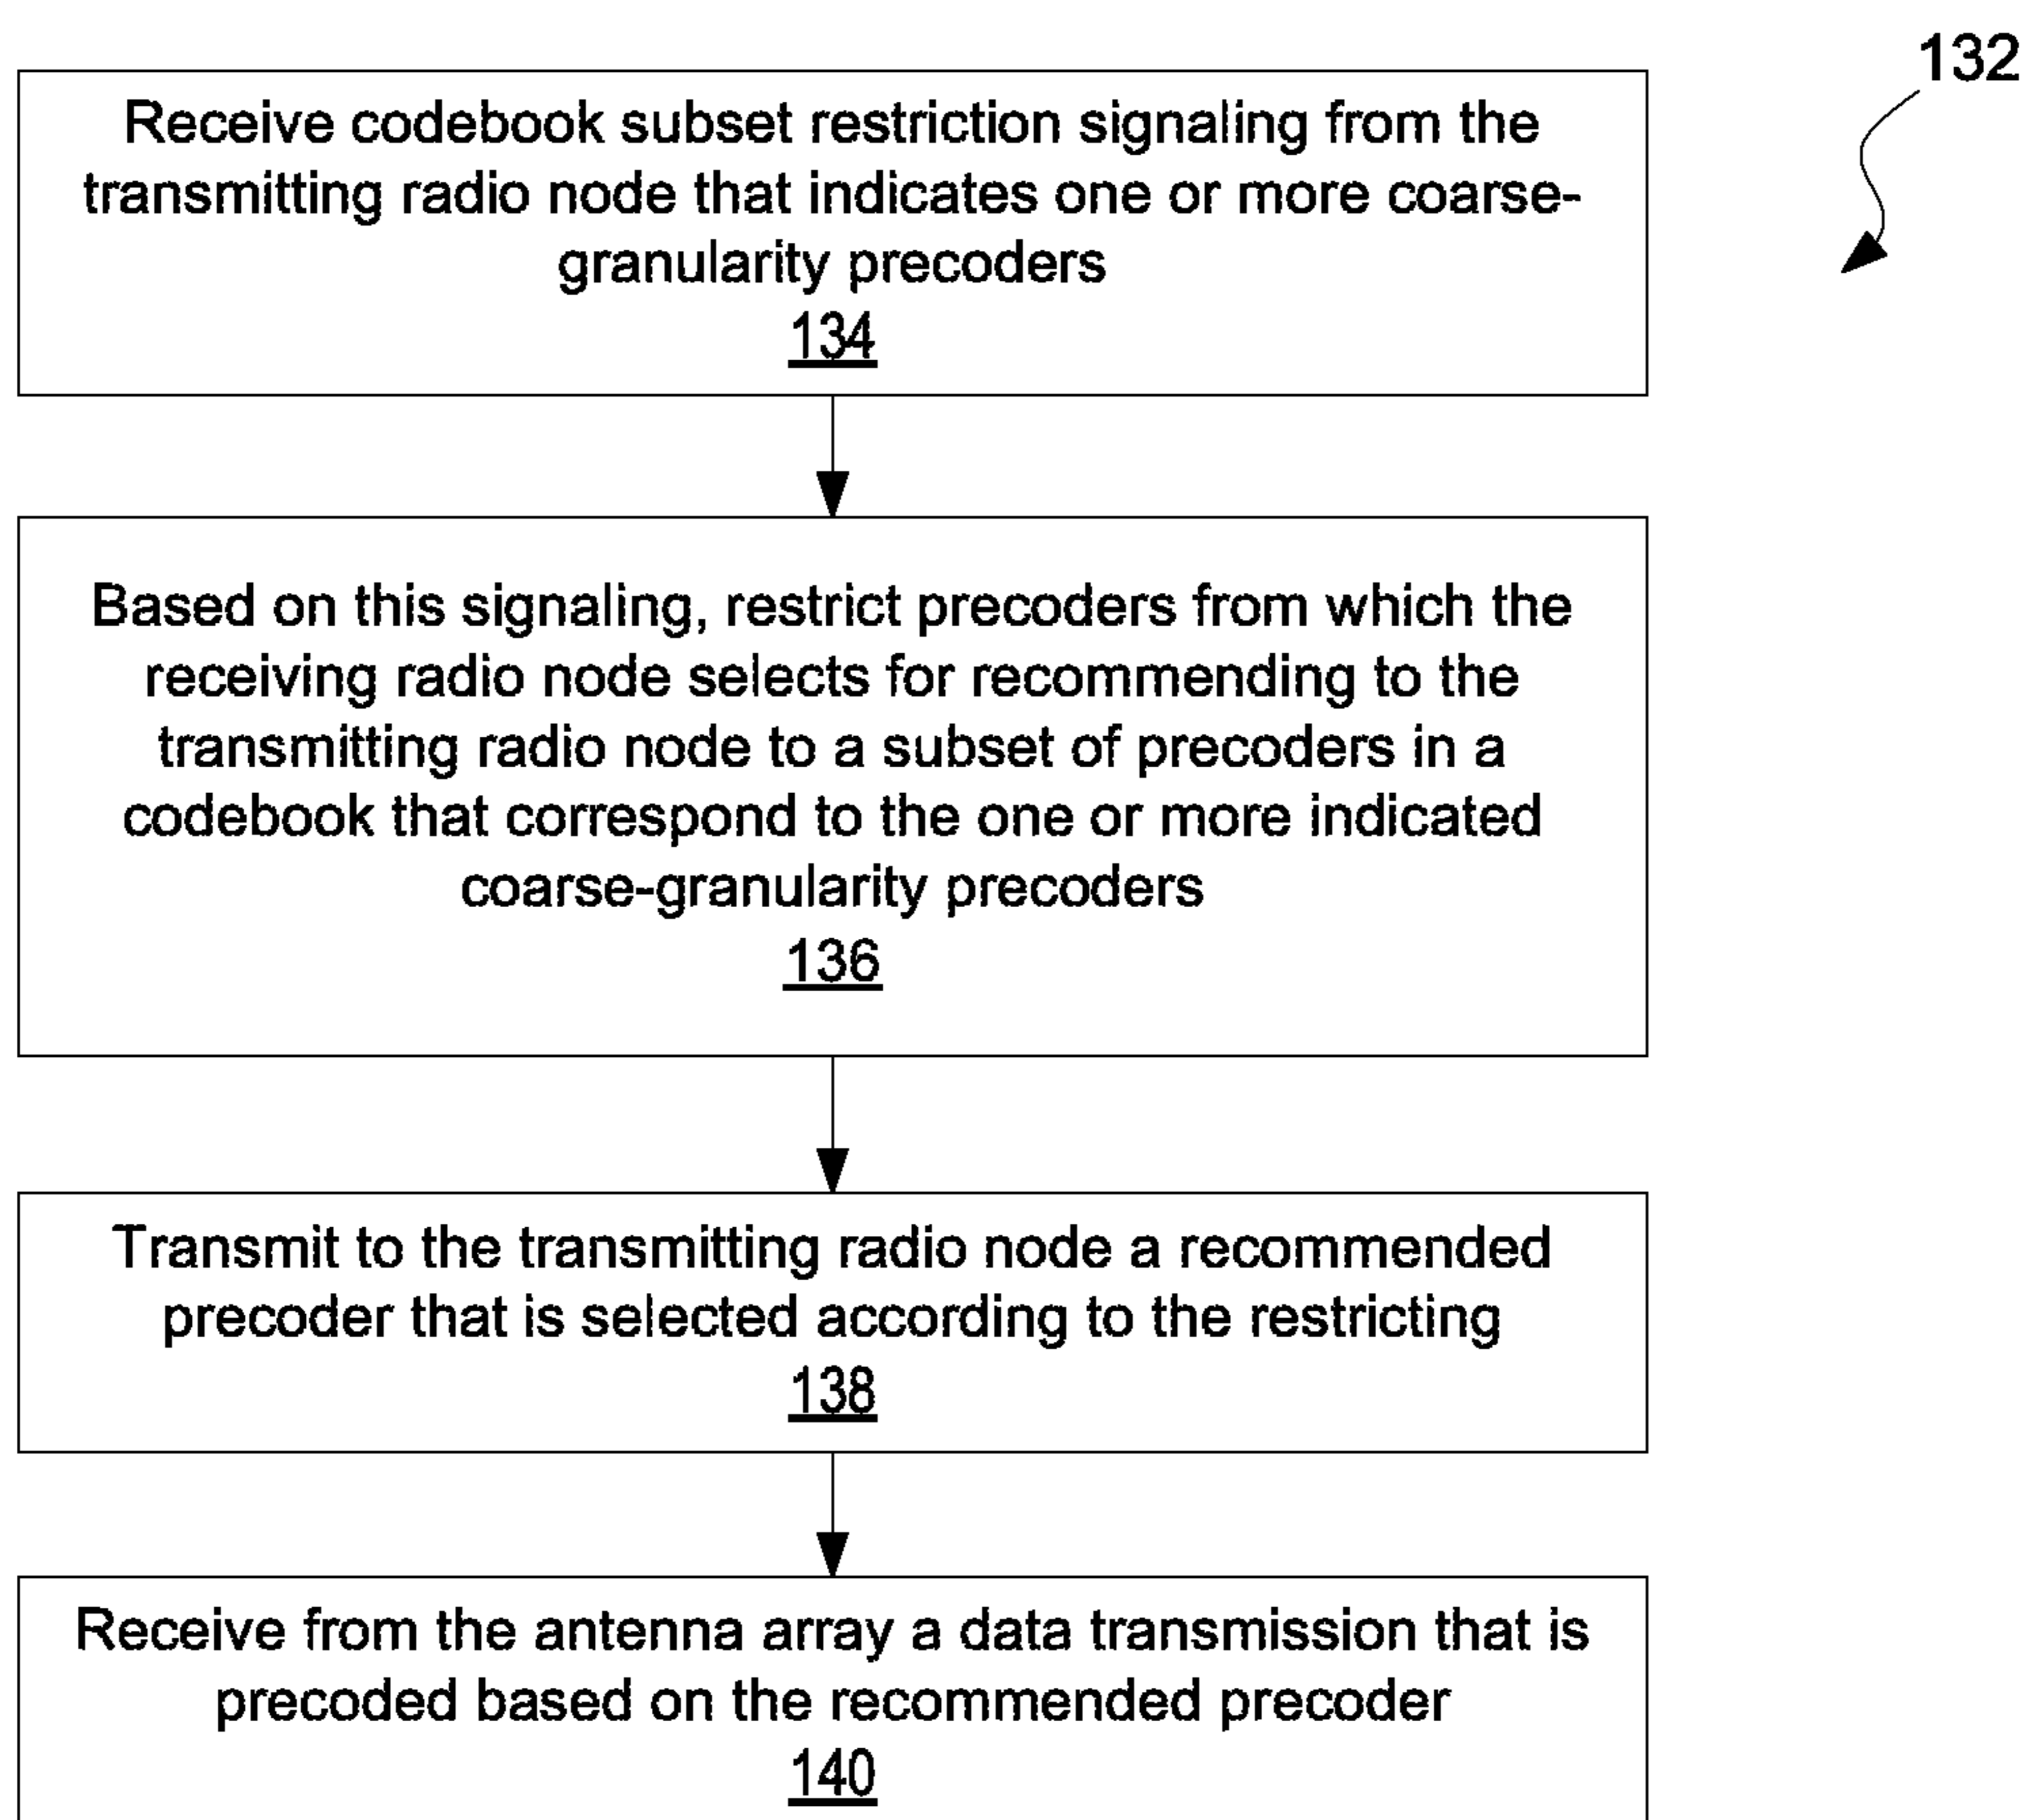 132
Receive codebook subset restriction signaling from the
transmitting radio node that indicates one or more coarse-
granularity precoders
134
Based on this signaling, restrict precoders from which the
receiving radio node selects for recommending to the
transmitting radio node to a subset of precoders in a
codebook that correspond to the one or more indicated
coarse-granularity precoders
136
Transmit to the transmitting radio node a recommended
precoder that is selected according to the restricting
138
Receive from the antenna array a data transmission that is
precoded based on the recommended precoder
140